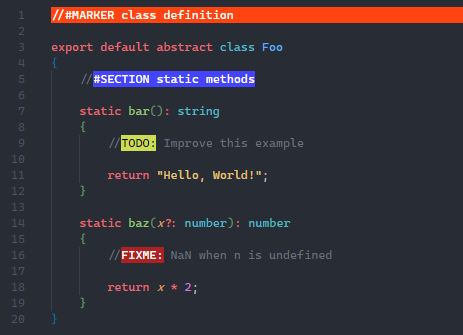 1 //#MARKER class definition
2
3 export default abstract class Foo
4 {
5 //#SECTION static methods
6
7 static bar(): string
8 {
9 //TODO: Improve this example
10
11 return "Hello, World!";
12 }
13
14 static baz(x?: number): number
15 {
16 //FIXME: NaN when n is undefined
17
18 return x * 2;
19 }
20 }